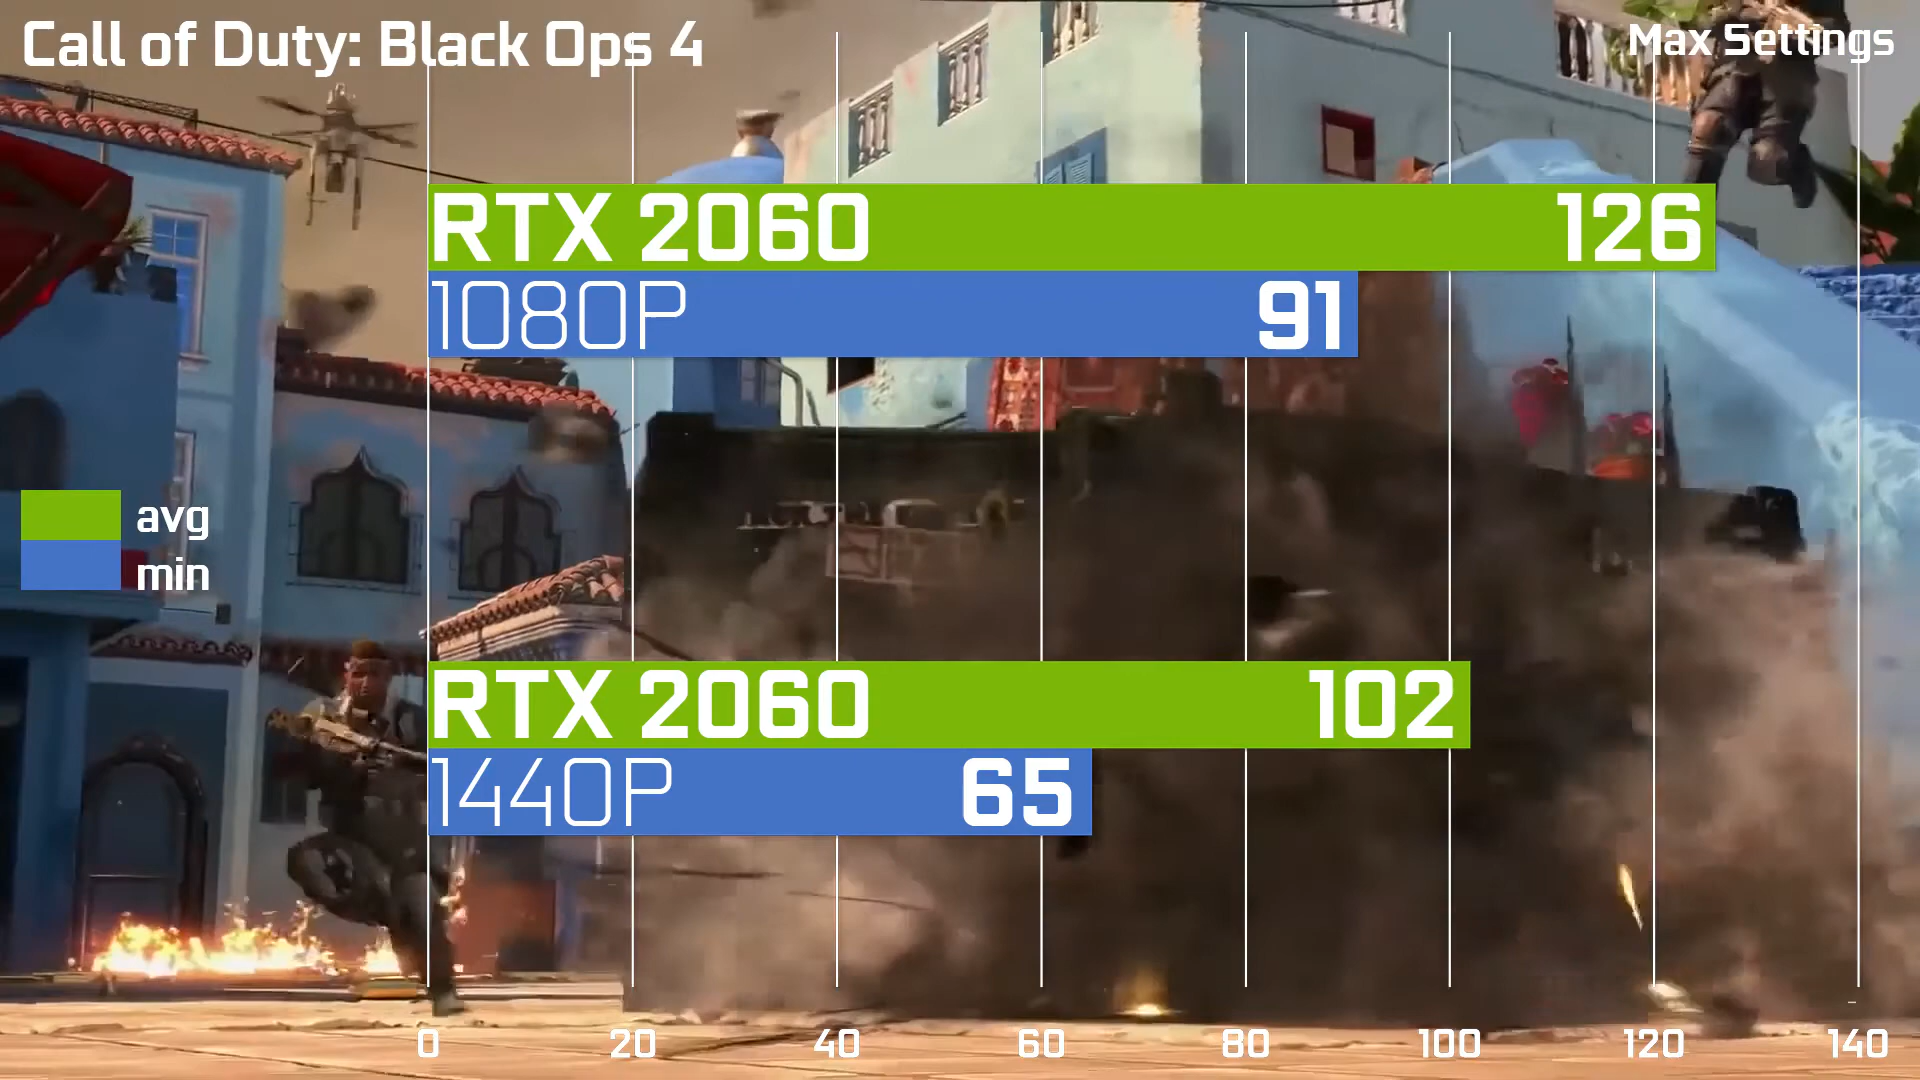 Call of Duty: Black Ops 4
Max Settings
RTX 2060 126
1080P 91
avg
min
RTX 2060 102
1440P 65
0 20 40 60 80 100 120 140